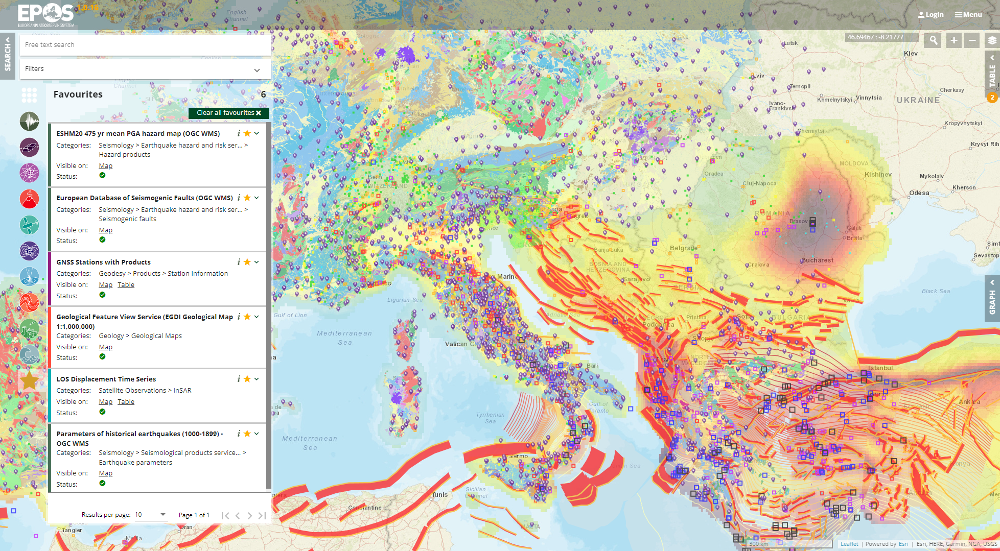 EPOS
1.0.16
EUROPEAN PLATE OBSERVING SYSTEM
Login
Menu
46.69467 : -8.21777
SEARCH
Free text search
Filters
Favourites
6
Clear all favourites
ESHM20 475 yr mean PGA hazard map (OGC WMS)
Categories: Seismology > Earthquake hazard and risk ser... >
Hazard products
Visible on: Map
Status:
European Database of Seismogenic Faults (OGC WMS)
Categories: Seismology > Earthquake hazard and risk ser... >
Seismogenic faults
Visible on: Map
Status:
GNSS Stations with Products
Categories: Geodesy > Products > Station Information
Visible on: Map Table
Status:
Geological Feature View Service (EGDI Geological Map
1:1,000,000)
Categories: Geology > Geological Maps
Visible on: Map
Status:
LOS Displacement Time Series
Categories: Satellite Observations > InSAR
Visible on: Map Table
Status:
Parameters of historical earthquakes (1000-1899) -
OGC WMS
Categories: Seismology > Seismological products service... >
Earthquake parameters
Visible on: Map
Status:
Results per page: 10
Page 1 of 1
TABLE
2
GRAPH
English
Channel
Lutsk
Kiev
Lviv
Ternopil
Khmelnytskyi
Vinnytsia
Cherkasy
UKRAINE
Ivano-
Frankivsk
Kropyvnytskyi
Chernivtsi
Kryvyi Rih
MOLDOVA
Kishinev
Mykolaiv
Kherson
Odesa
Oradea
Cluj-Napoca
ROMANIA
Brasov
Galati
Braila
Bucharest
Craiova
Belgrade
Banja Luka
BOSNIA AND
HERZEGOVINA
Sarajevo
SERBIA
Black Sea
BULGARIA
Pristina
Podgorica
Skopje
NORTH
MACEDONIA
Istanbul
Ankara
Bern
SWITZERLAND
Marino
Ligurian Sea
Gulf of Lion
Adriatic Sea
Mediterranean
Sea
Bari
Gulf of
Taranto
Tyrrhenian
Sea
Mediterranean
Sea
Sicilian
Channel
Tunis
Constantine
MALTA
Tangier
Oran
Melilla
300 km
Leaflet | Powered by Esri | Esri, HERE, Garmin, NGA, USGS